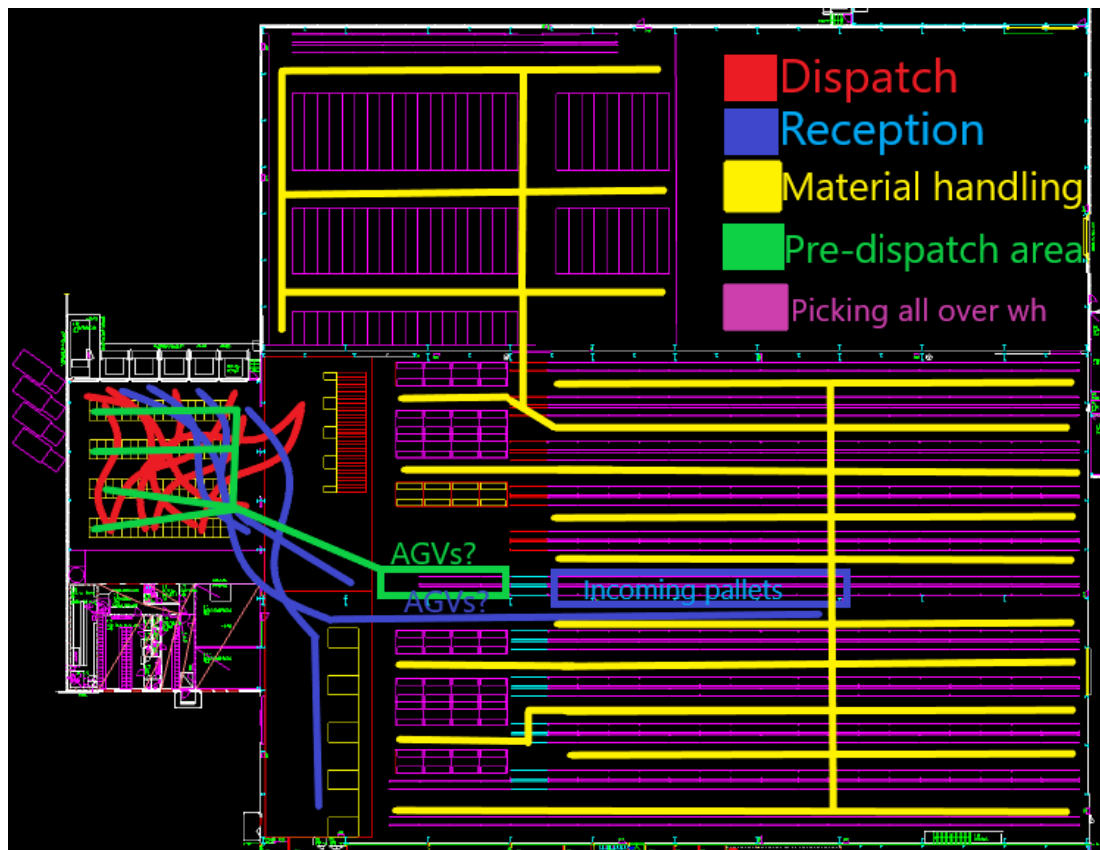 Dispatch
Reception
Material handling
Pre-dispatch area
Picking all over wh
AGVs?
Incoming pallets
AGVs?